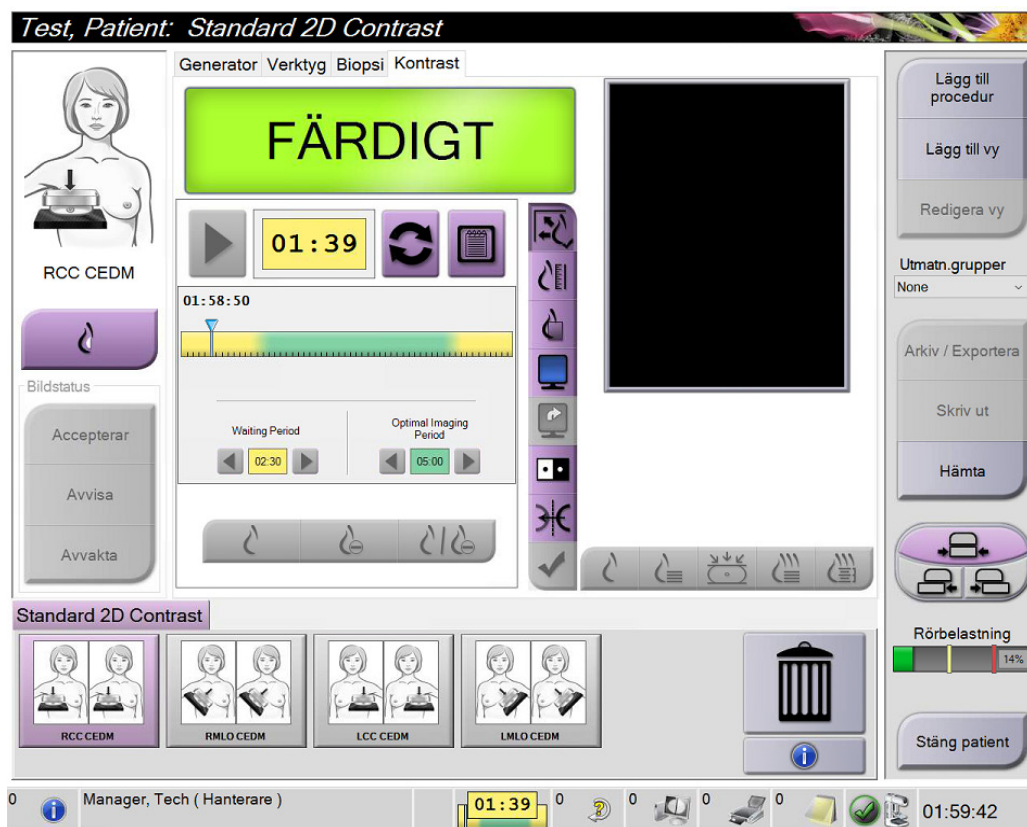 Test, Patient:  Standard 2D Contrast
Generator Verktyg Biopsi Kontrast
RCC CEDM
Bildstatus
Accepterar
Avvisa
Avvakta
FÄRDIGT
01:39
01:58:50
Waiting Period
02:30
Optimal Imaging
Period
05:00
Lägg till
procedur
Lägg till vy
Redigera vy
Utmatn.grupper
None
Arkiv / Exportera
Skriv ut
Hämta
Rörbelastning
14%
Stäng patient
Standard 2D Contrast
RCC CEDM
RMLO CEDM
LCC CEDM
LMLO CEDM
0
Manager, Tech ( Hanterare )
01:39
0
0
0
0
01:59:42